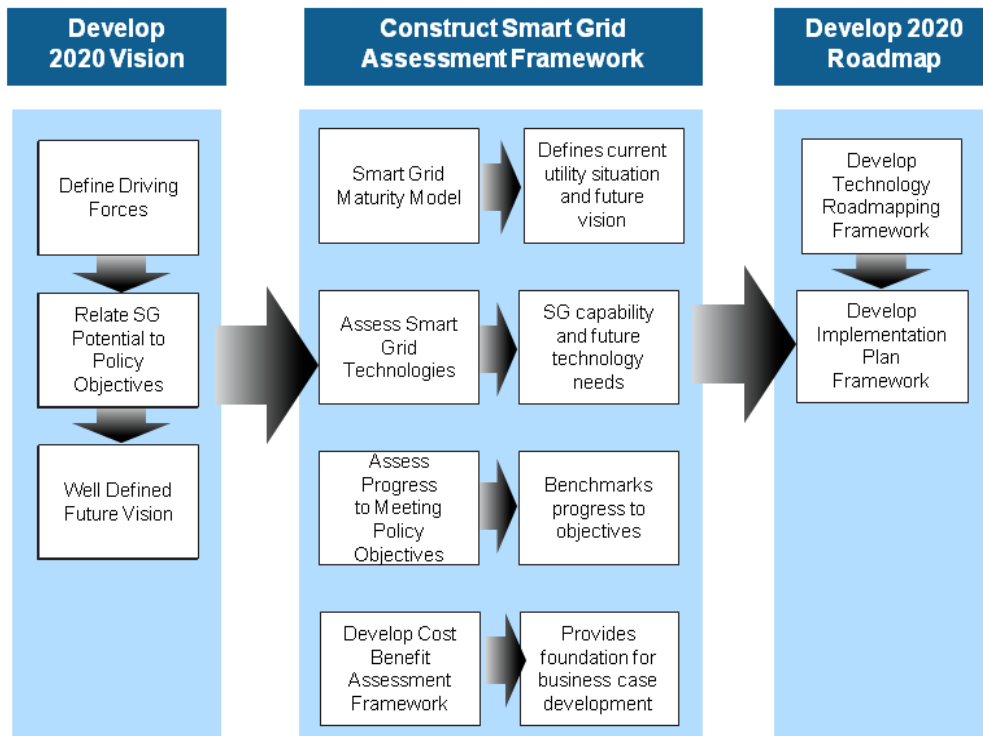 Develop
2020 Vision
Construct Smart Grid
Assessment Framework
Develop 2020
Roadmap
Define Driving
Forces
Relate SG
Potential to
Policy
Objectives
Well Defined
Future Vision
Smart Grid
Maturity Model
Defines current
utility situation
and future
vision
Assess Smart
Grid
Technologies
SG capability
and future
technology
needs
Assess
Progress
to Meeting
Policy
Objectives
Benchmarks
progress to
objectives
Develop Cost
Benefit
Assessment
Framework
Provides
foundation for
business case
development
Develop
Technology
Roadmapping
Framework
Develop
Implementation
Plan
Framework